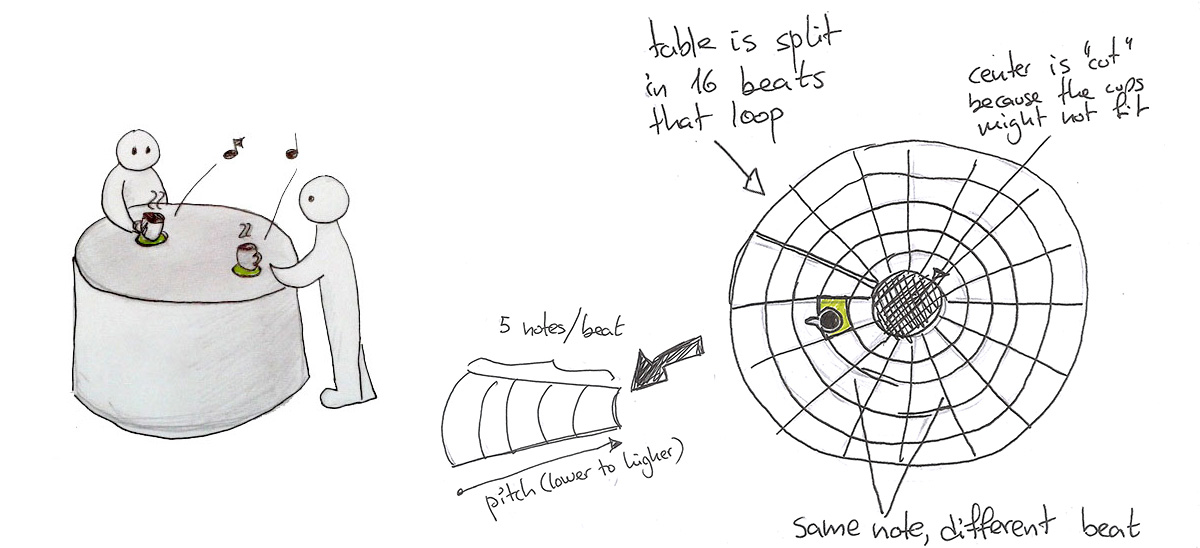 table is split
in 16 beats
that loop
center is "cut"
because the cups
might not fit
5 notes/beat
pitch (lower to higher)
same note, different beat